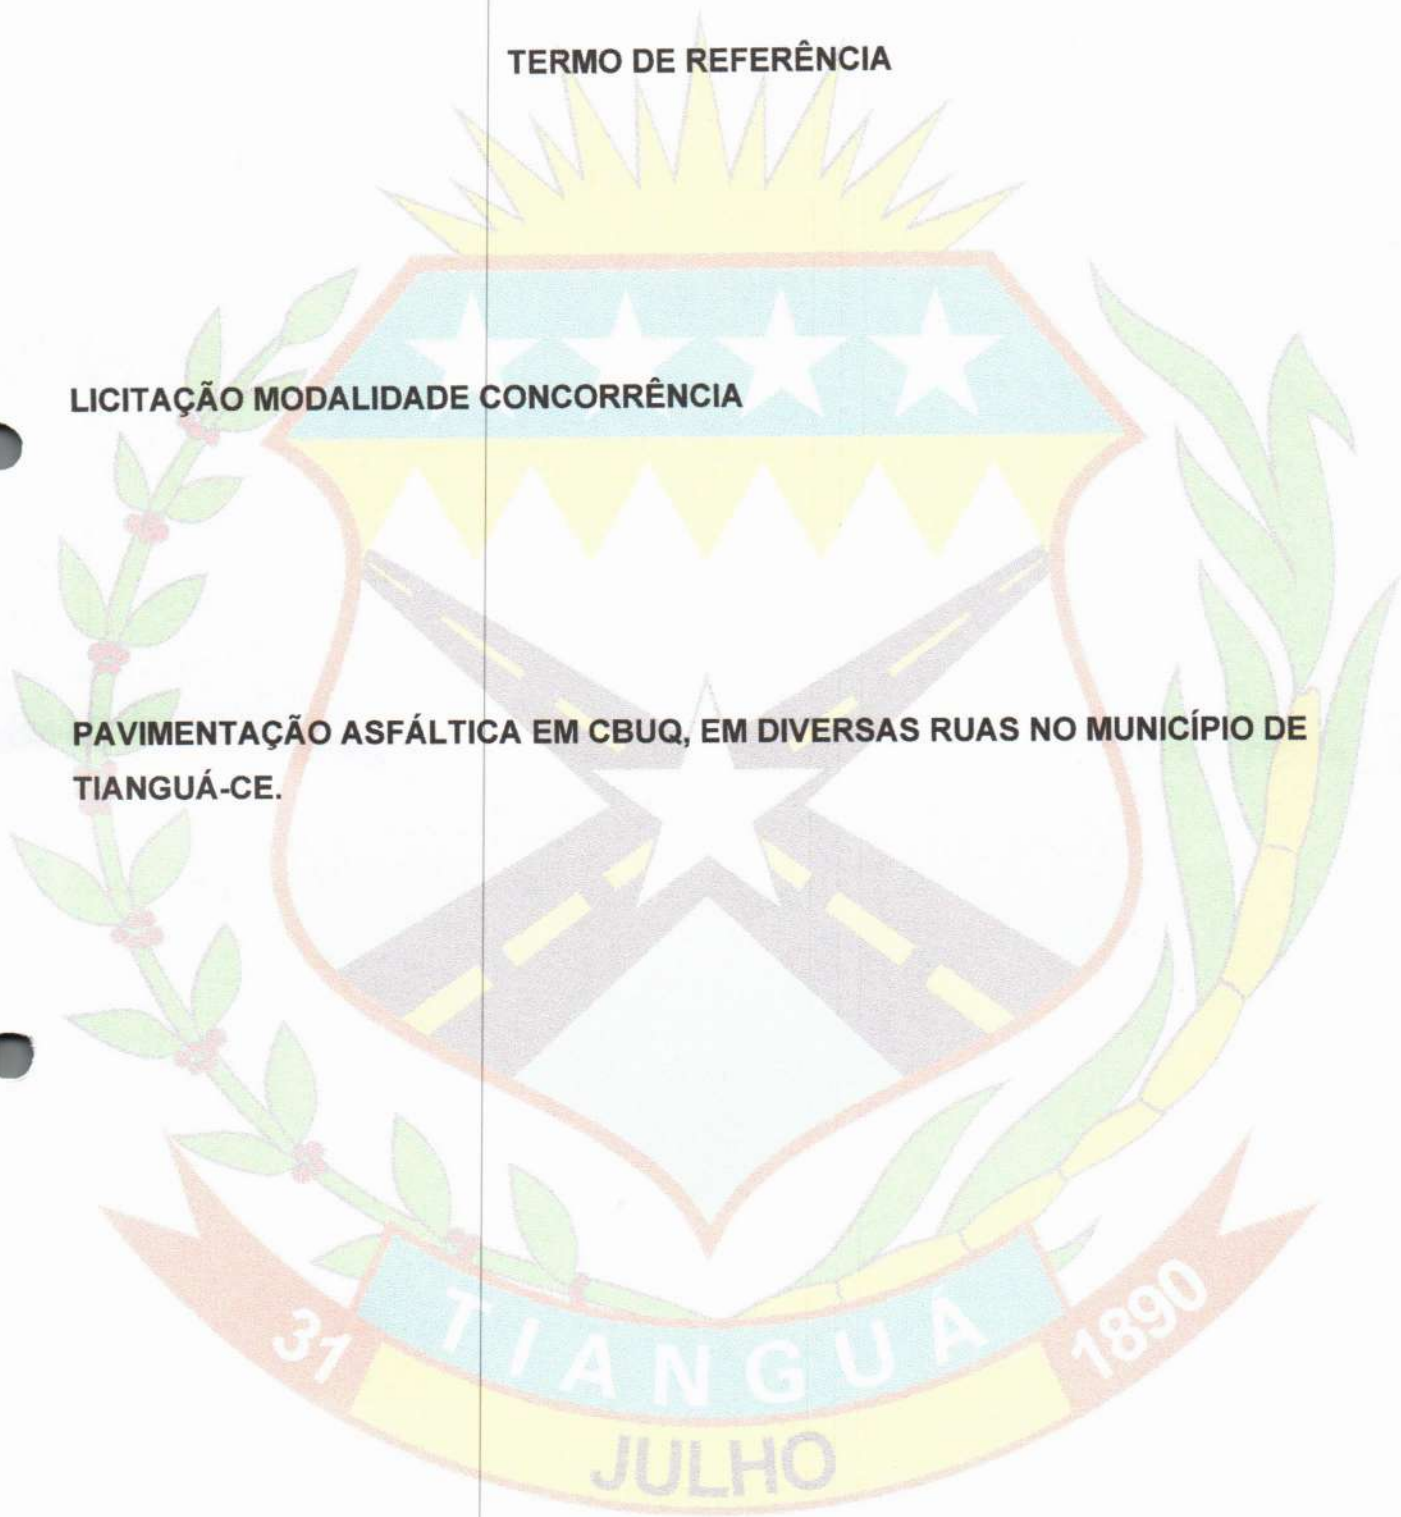 TERMO DE REFERÊNCIA
LICITAÇÃO MODALIDADE CONCORRÊNCIA
PAVIMENTAÇÃO ASFÁLTICA EM CBUQ, EM DIVERSAS RUAS NO MUNICÍPIO DE
TIANGUÁ-CE.
31 TIANGUÁ 1890
JULHO